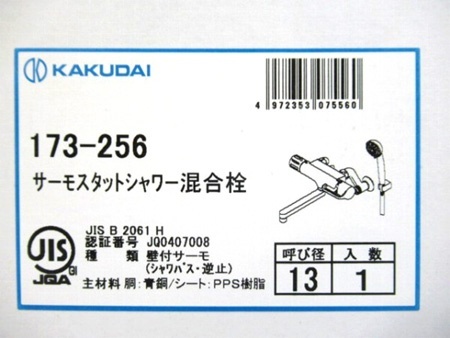 KAKUDAI
4 972353 075560
173-256
サーモスタットシャワー混合栓
JIS B 2061 H
認証番号 JQ0407008
種 類 壁付サーモ
(シャワバス・逆止)
主材料 胴:青銅/シート:PPS樹脂
JIS
GI
JQA
呼び径 入数
13 1